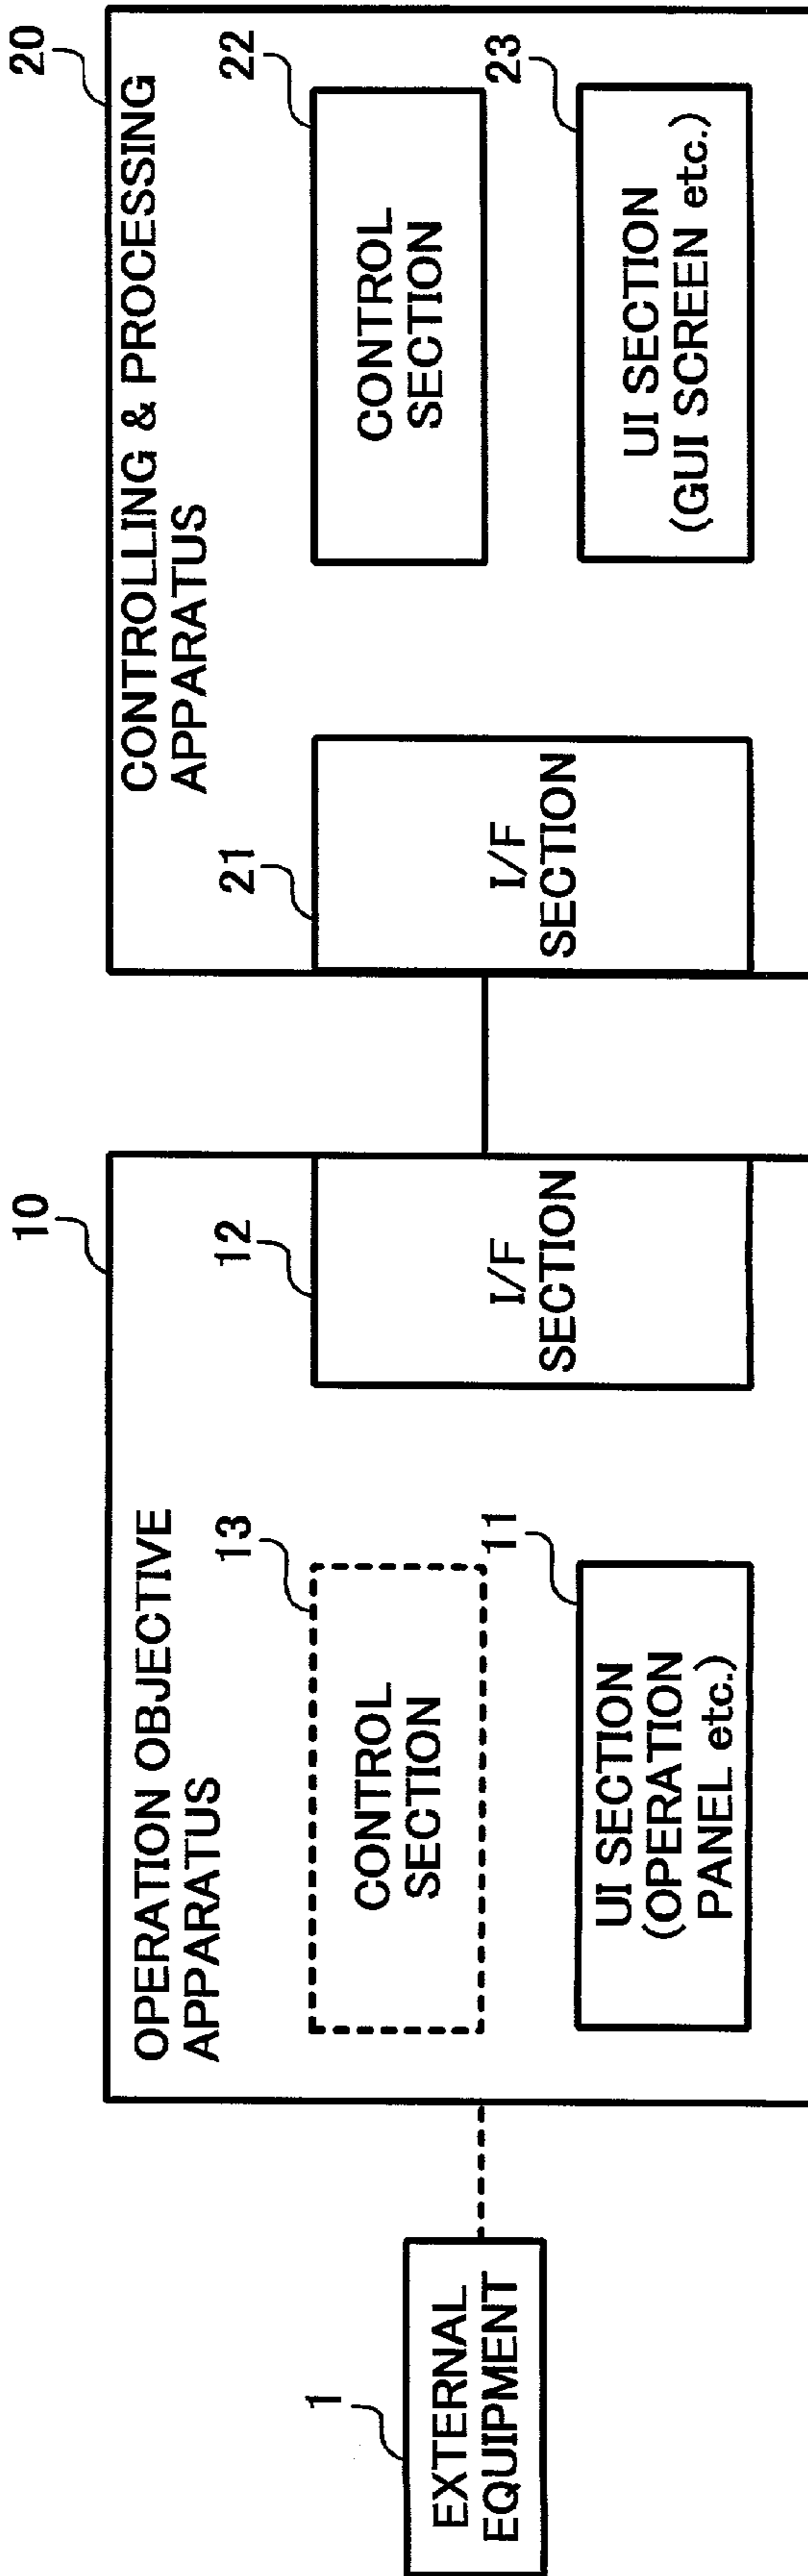 1
EXTERNAL
EQUIPMENT
10
OPERATION OBJECTIVE
APPARATUS
13
CONTROL
SECTION
11
UI SECTION
(OPERATION
PANEL etc.)
12
I/F
SECTION
20
CONTROLLING & PROCESSING
APPARATUS
21
I/F
SECTION
22
CONTROL
SECTION
23
UI SECTION
(GUI SCREEN etc.)